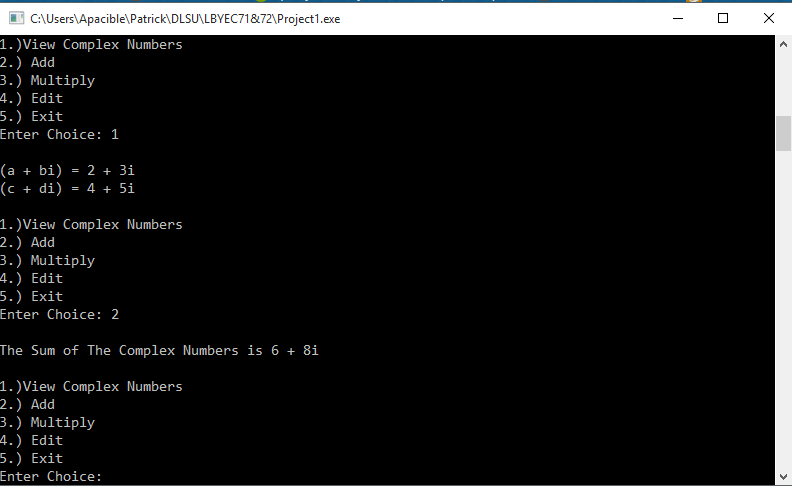 C:\Users\Apacible\Patrick\DLSU\LBYEC71&72\Project1.exe
1.)View Complex Numbers
2.) Add
3.) Multiply
4.) Edit
5.) Exit
Enter Choice: 1
(a + bi) = 2 + 3i
(c + di) = 4 + 5i
1.)View Complex Numbers
2.) Add
3.) Multiply
4.) Edit
5.) Exit
Enter Choice: 2
The Sum of The Complex Numbers is 6 + 8i
1.)View Complex Numbers
2.) Add
3.) Multiply
4.) Edit
5.) Exit
Enter Choice: